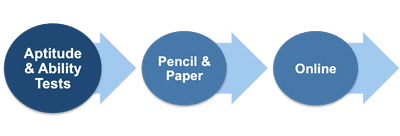 Aptitude
& Ability
Tests
Pencil &
Paper
Online